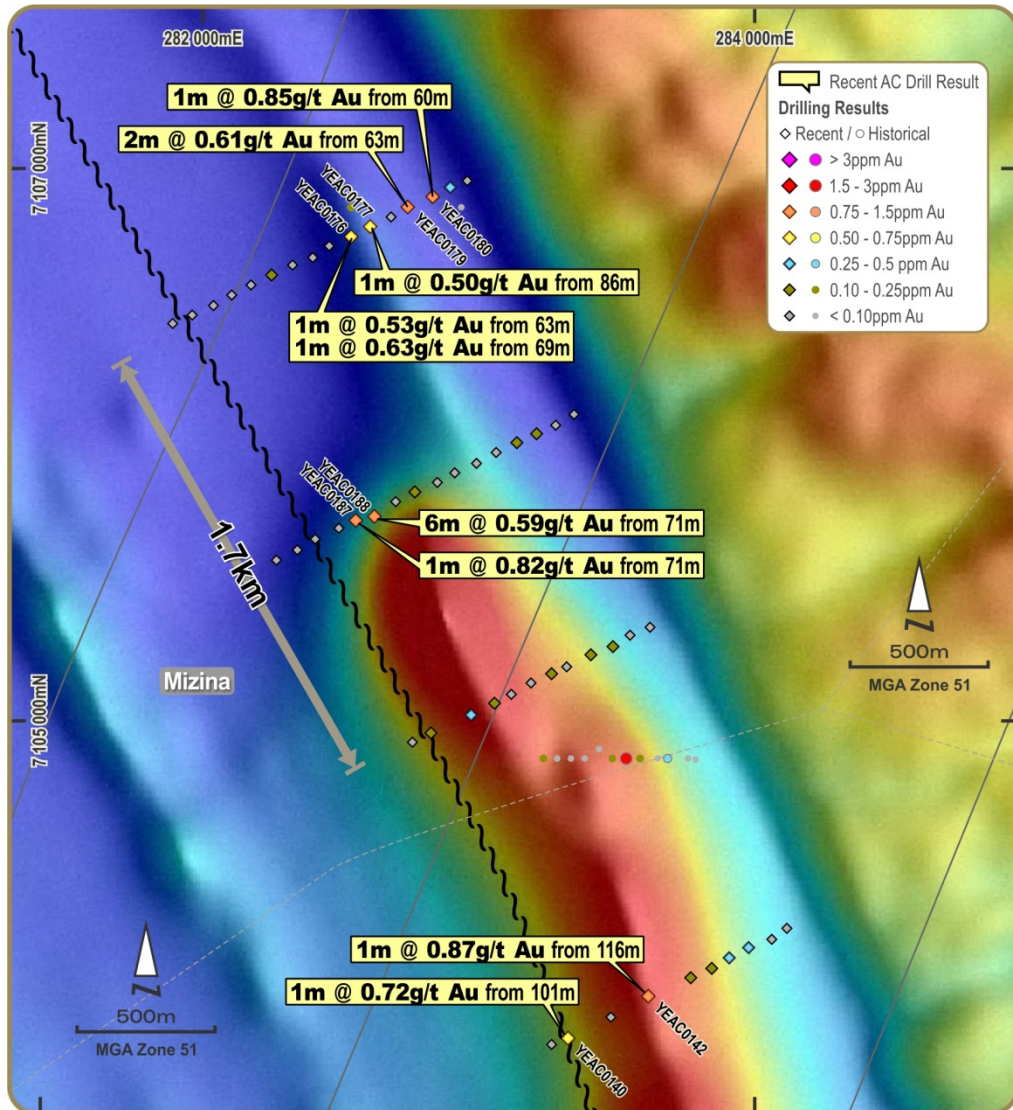 282 000mE
284 000mE
7 107 000mN
7 105 000mN
Recent AC Drill Result
Drilling Results
Recent / Historical
> 3ppm Au
1.5 - 3ppm Au
0.75 - 1.5ppm Au
0.50 - 0.75ppm Au
0.25 - 0.5 ppm Au
0.10 - 0.25ppm Au
< 0.10ppm Au
1m @ 0.85g/t Au from 60m
2m @ 0.61g/t Au from 63m
YEAC0177
YEAC0176
YEAC0180
YEAC0179
1m @ 0.50g/t Au from 86m
1m @ 0.53g/t Au from 63m
1m @ 0.63g/t Au from 69m
1.7km
YEAC0188
YEAC0187
6m @ 0.59g/t Au from 71m
1m @ 0.82g/t Au from 71m
N
500m
MGA Zone 51
Mizina
1m @ 0.87g/t Au from 116m
1m @ 0.72g/t Au from 101m
YEAC0142
YEAC0140
N
500m
MGA Zone 51